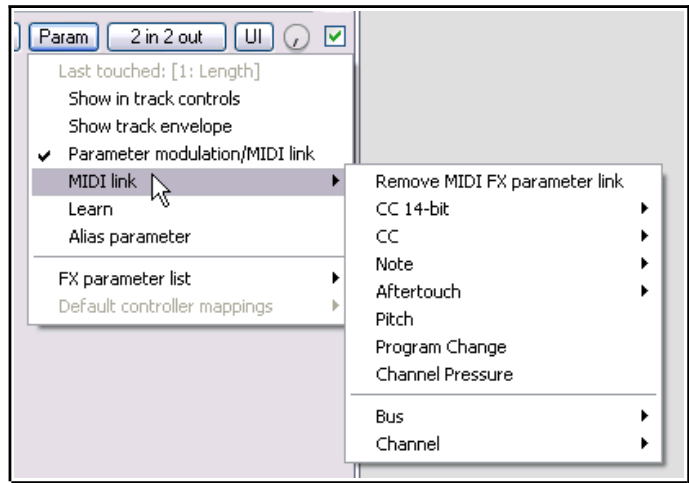 Param 2 in 2 out UI
Last touched: [1: Length]
Show in track controls
Show track envelope
Parameter modulation/MIDI link
MIDI link
Learn
Alias parameter
FX parameter list
Default controller mappings
Remove MIDI FX parameter link
CC 14-bit
CC
Note
Aftertouch
Pitch
Program Change
Channel Pressure
Bus
Channel